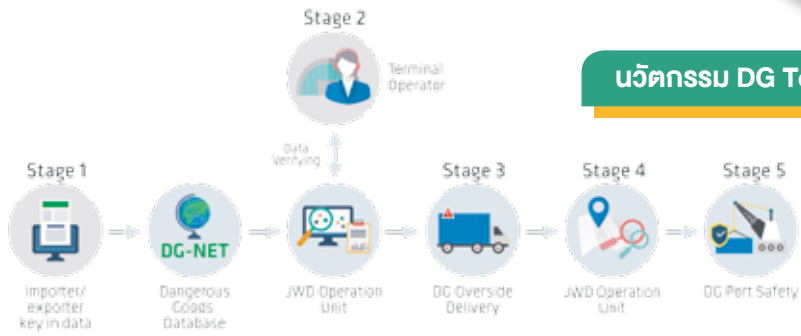 Stage 2
Terminal
Operator
นวัตกรรม DG Te
Data
Verifying
Stage 1
Stage 3
Stage 4
Stage 5
DG-NET
Importer/
exporter
key in data
Dangerous
Goods
Database
JWD Operation
Unit
DG Overside
Delivery
JWD Operation
Unit
DG Port Safety